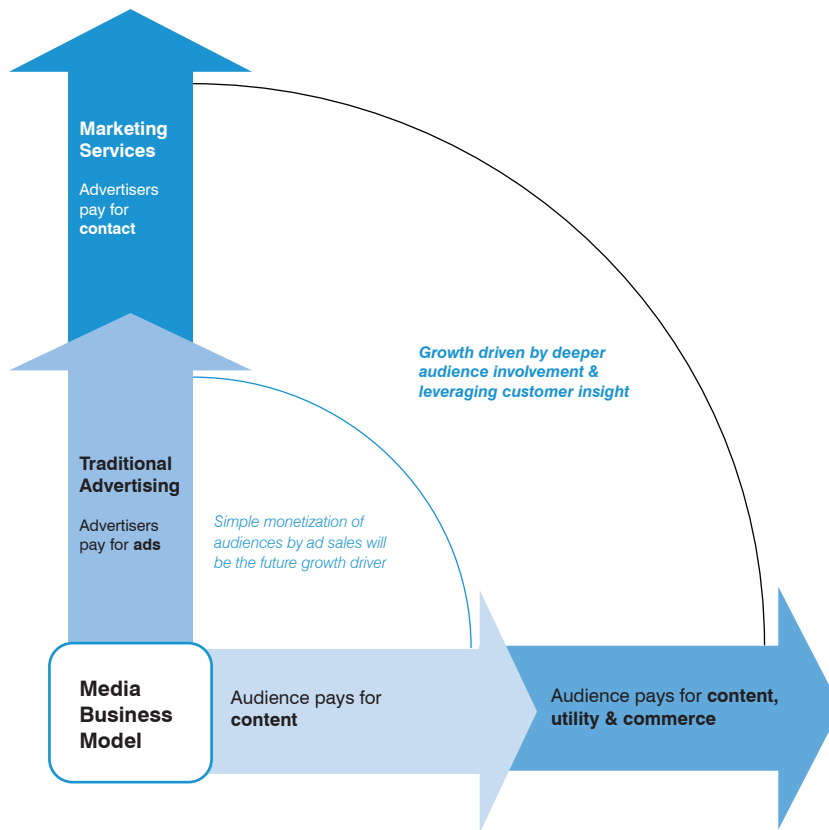 Marketing
Services
Advertisers
pay for
contact
Growth driven by deeper
audience involvement &
leveraging customer insight
Traditional
Advertising
Advertisers
pay for ads
Simple monetization of
audiences by ad sales will
be the future growth driver
Media
Business
Model
Audience pays for
content
Audience pays for content,
utility & commerce